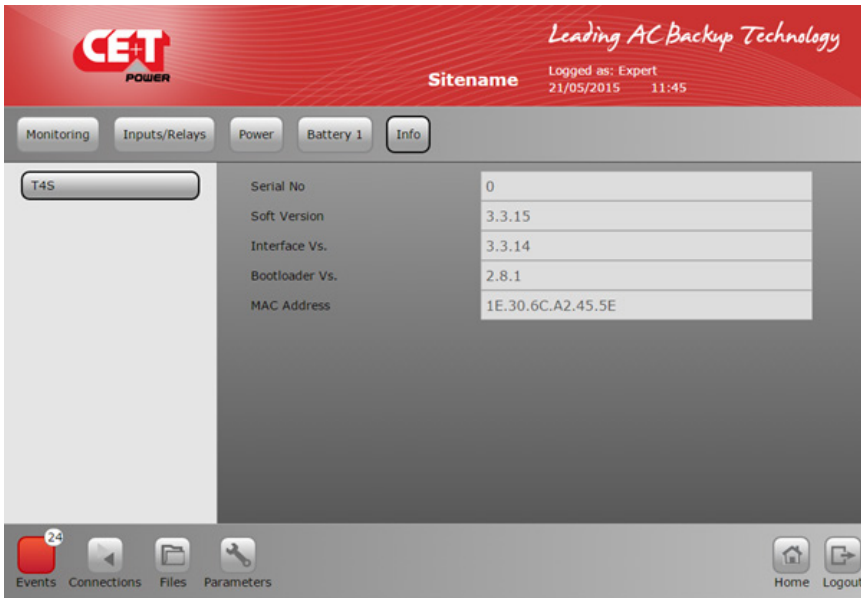 CE+T
POWER
Leading AC Backup Technology
Sitename
Logged as: Expert
21/05/2015 11:45
Monitoring
Inputs/Relays
Power
Battery 1
Info
T4S
Serial No 0
Soft Version 3.3.15
Interface Vs. 3.3.14
Bootloader Vs. 2.8.1
MAC Address 1E.30.6C.A2.45.5E
24
Events
Connections
Files
Parameters
Home
Logout